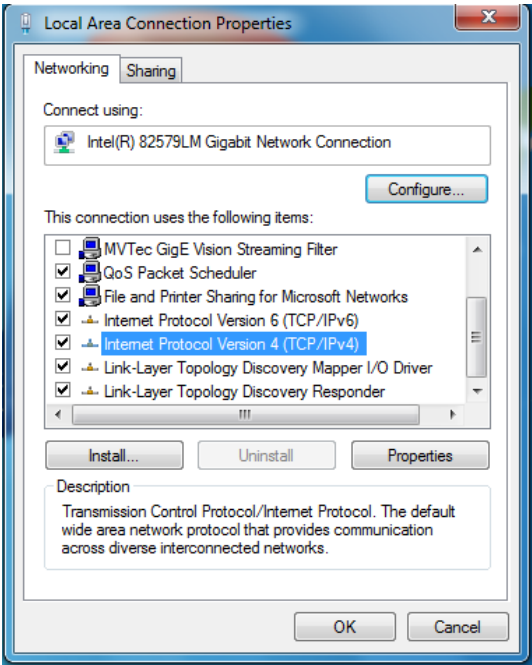 Local Area Connection Properties
Networking
Sharing
Connect using:
Intel(R) 82579LM Gigabit Network Connection
Configure...
This connection uses the following items:
MVTec GigE Vision Streaming Filter
QoS Packet Scheduler
File and Printer Sharing for Microsoft Networks
Internet Protocol Version 6 (TCP/IPv6)
Internet Protocol Version 4 (TCP/IPv4)
Link-Layer Topology Discovery Mapper I/O Driver
Link-Layer Topology Discovery Responder
Install...
Uninstall
Properties
Description
Transmission Control Protocol/Internet Protocol. The default
wide area network protocol that provides communication
across diverse interconnected networks.
OK
Cancel